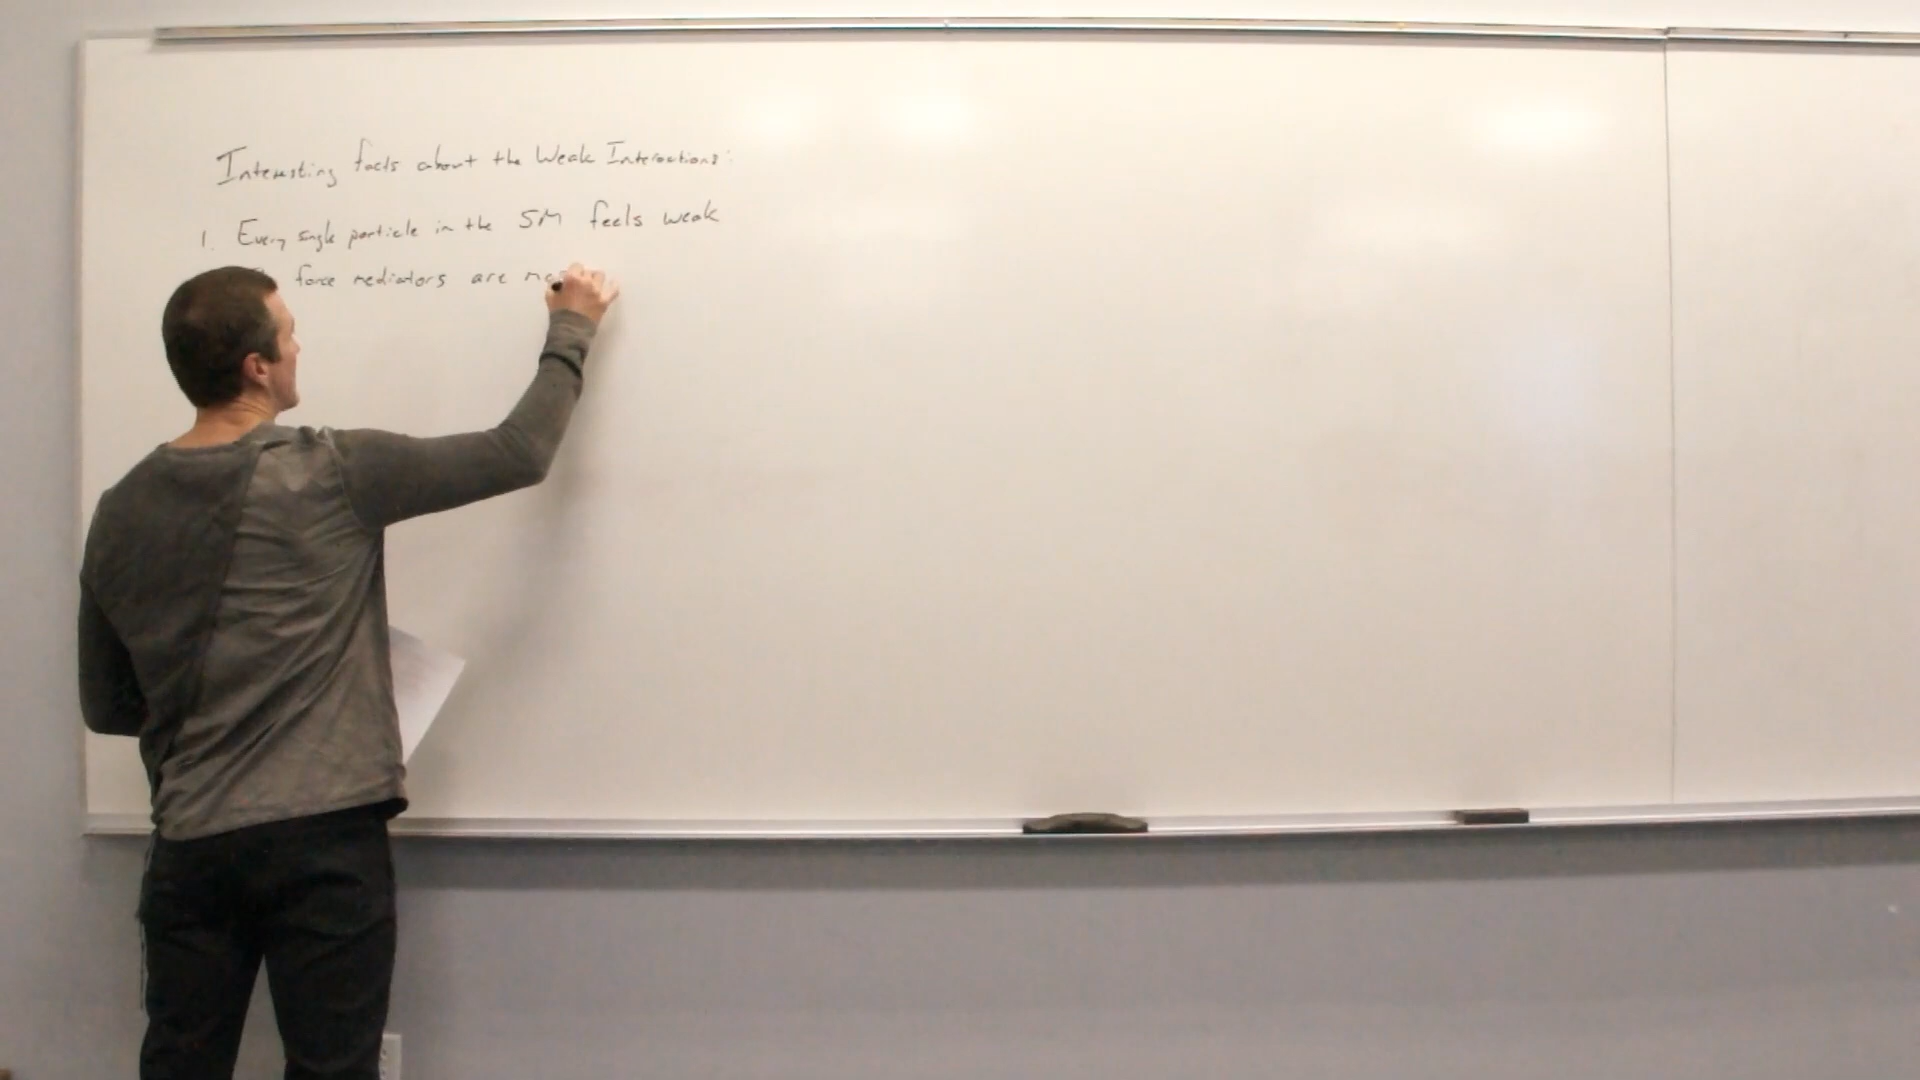 Interesting facts about the Weak Interactions:
1. Every single particle in the SM feels weak
force mediators are